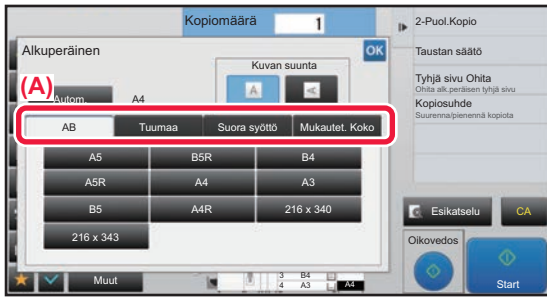 Kopiomäärä 1
2-Puol.Kopio
Taustan säätö
Tyhjä sivu Ohita
Ohita alk.peräisen tyhjä sivu
Kopiosuhde
Suurenna/pienennä kopiota
Alkuperäinen
OK
Kuvan suunta
A
A
(A)
Autom.
A4
AB
Tuumaa
Suora syöttö
Mukautet. Koko
A5
B5R
B4
A5R
A4
A3
B5
A4R
216 x 340
216 x 343
Esikatselu
CA
Oikovedos
Start
Muut
3 B4
4 A3
A4